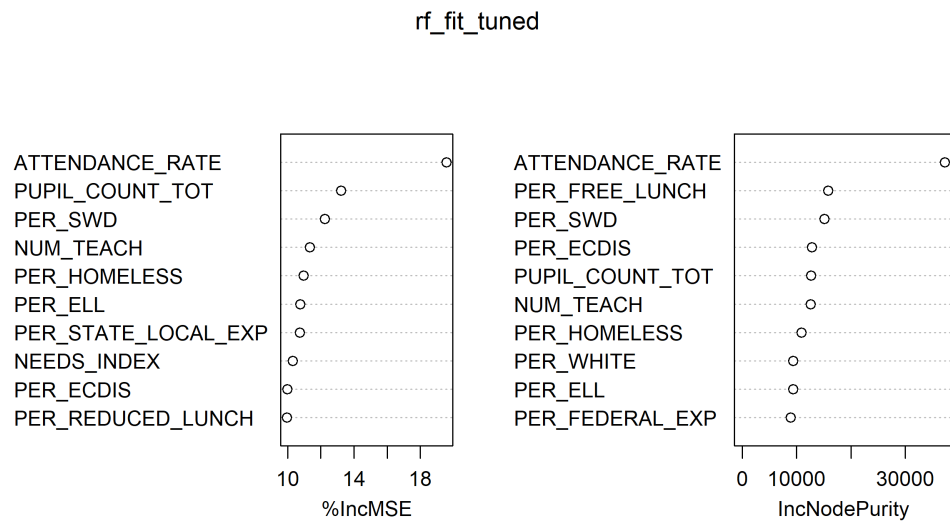 rf_fit_tuned
ATTENDANCE_RATE
PUPIL_COUNT_TOT
PER_SWD
NUM_TEACH
PER_HOMELESS
PER_ELL
PER_STATE_LOCAL_EXP
NEEDS_INDEX
PER_ECDIS
PER_REDUCED_LUNCH
10 14 18
%IncMSE
ATTENDANCE_RATE
PER_FREE_LUNCH
PER_SWD
PER_ECDIS
PUPIL_COUNT_TOT
NUM_TEACH
PER_HOMELESS
PER_WHITE
PER_ELL
PER_FEDERAL_EXP
0 10000 30000
IncNodePurity